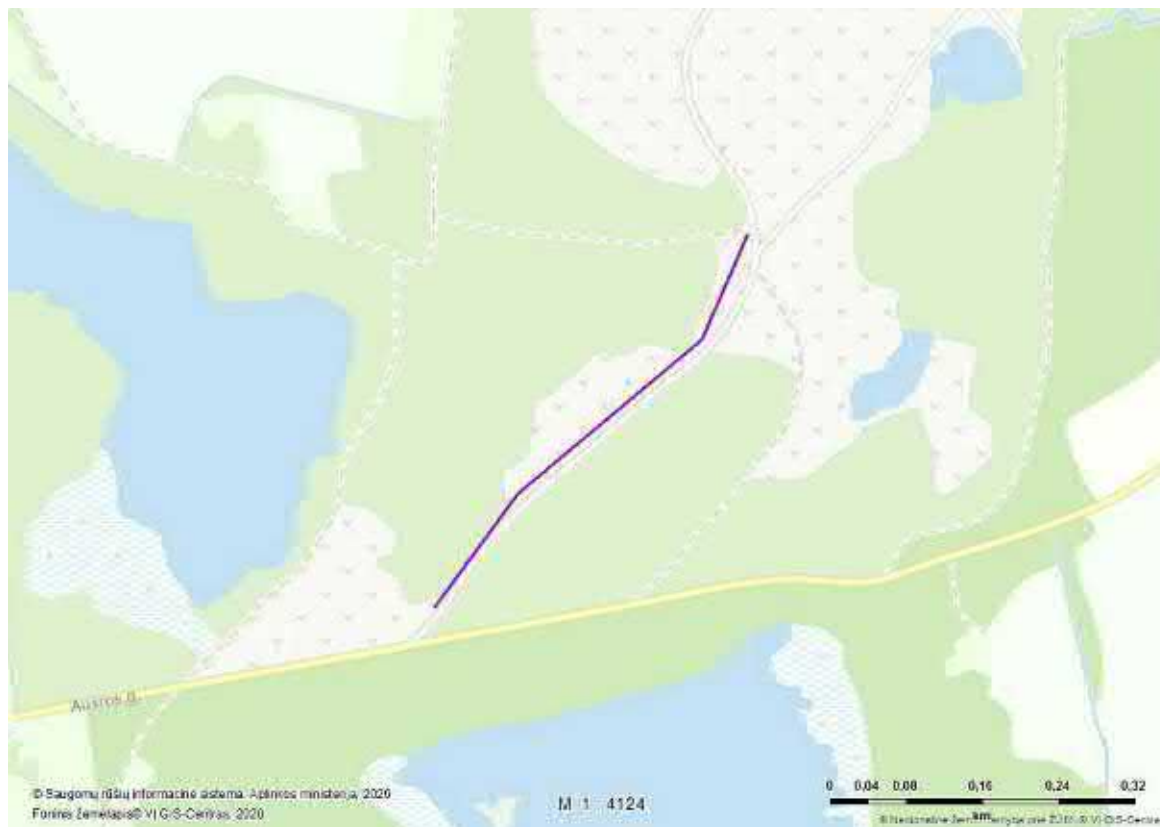 Aušros g.
© Saugomų rūšių informacinė sistema. Aplinkos ministerija, 2020
Foninis žemėlapis© VĮ GIS-Centras, 2020
M 1 : 4124
0 0,04 0,08 0,16 0,24 0,32
km